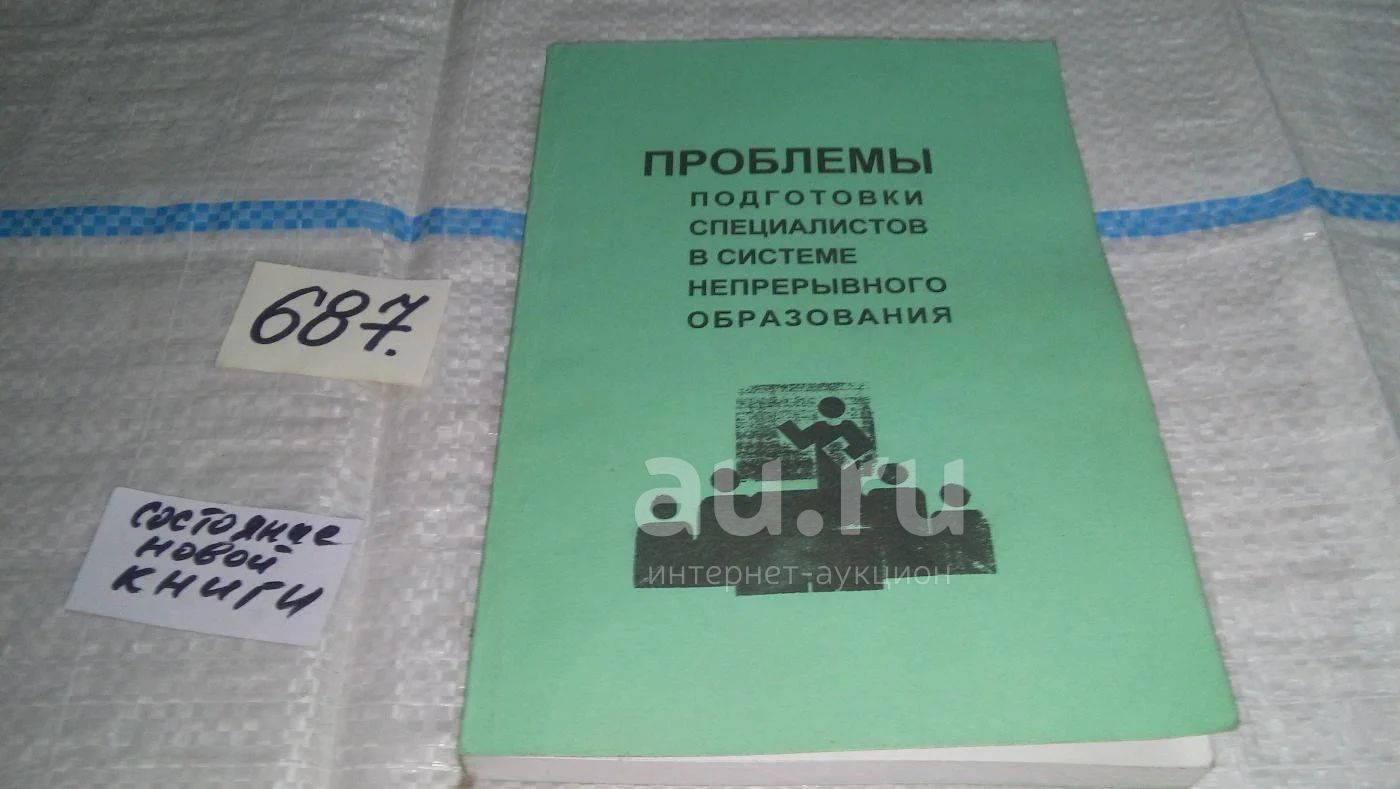 ПРОБЛЕМЫ
ПОДГОТОВКИ
СПЕЦИАЛИСТОВ
В СИСТЕМЕ
НЕПРЕРЫВНОГО
ОБРАЗОВАНИЯ
687.
состояние
новой
книги
au.ru
интернет-аукцион